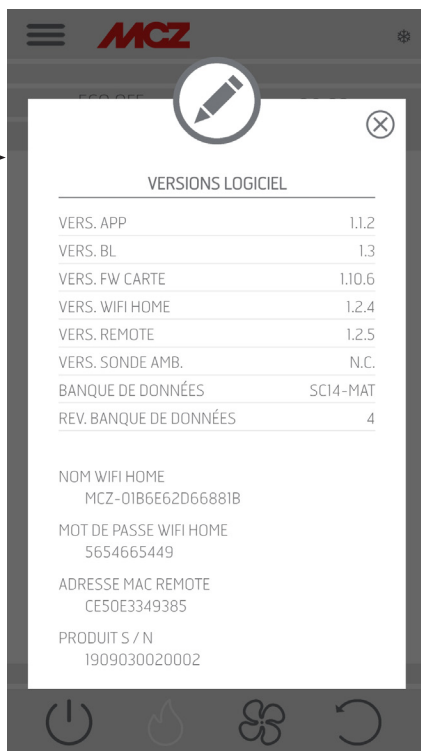 MCZ
VERSIONS LOGICIEL
VERS. APP 1.1.2
VERS. BL 1.3
VERS. FW CARTE 1.10.6
VERS. WIFI HOME 1.2.4
VERS. REMOTE 1.2.5
VERS. SONDE AMB. N.C.
BANQUE DE DONNÉES SC14-MAT
REV. BANQUE DE DONNÉES 4
NOM WIFI HOME
MCZ-01B6E62D66881B
MOT DE PASSE WIFI HOME
5654665449
ADRESSE MAC REMOTE
CE50E3349385
PRODUIT S / N
1909030020002